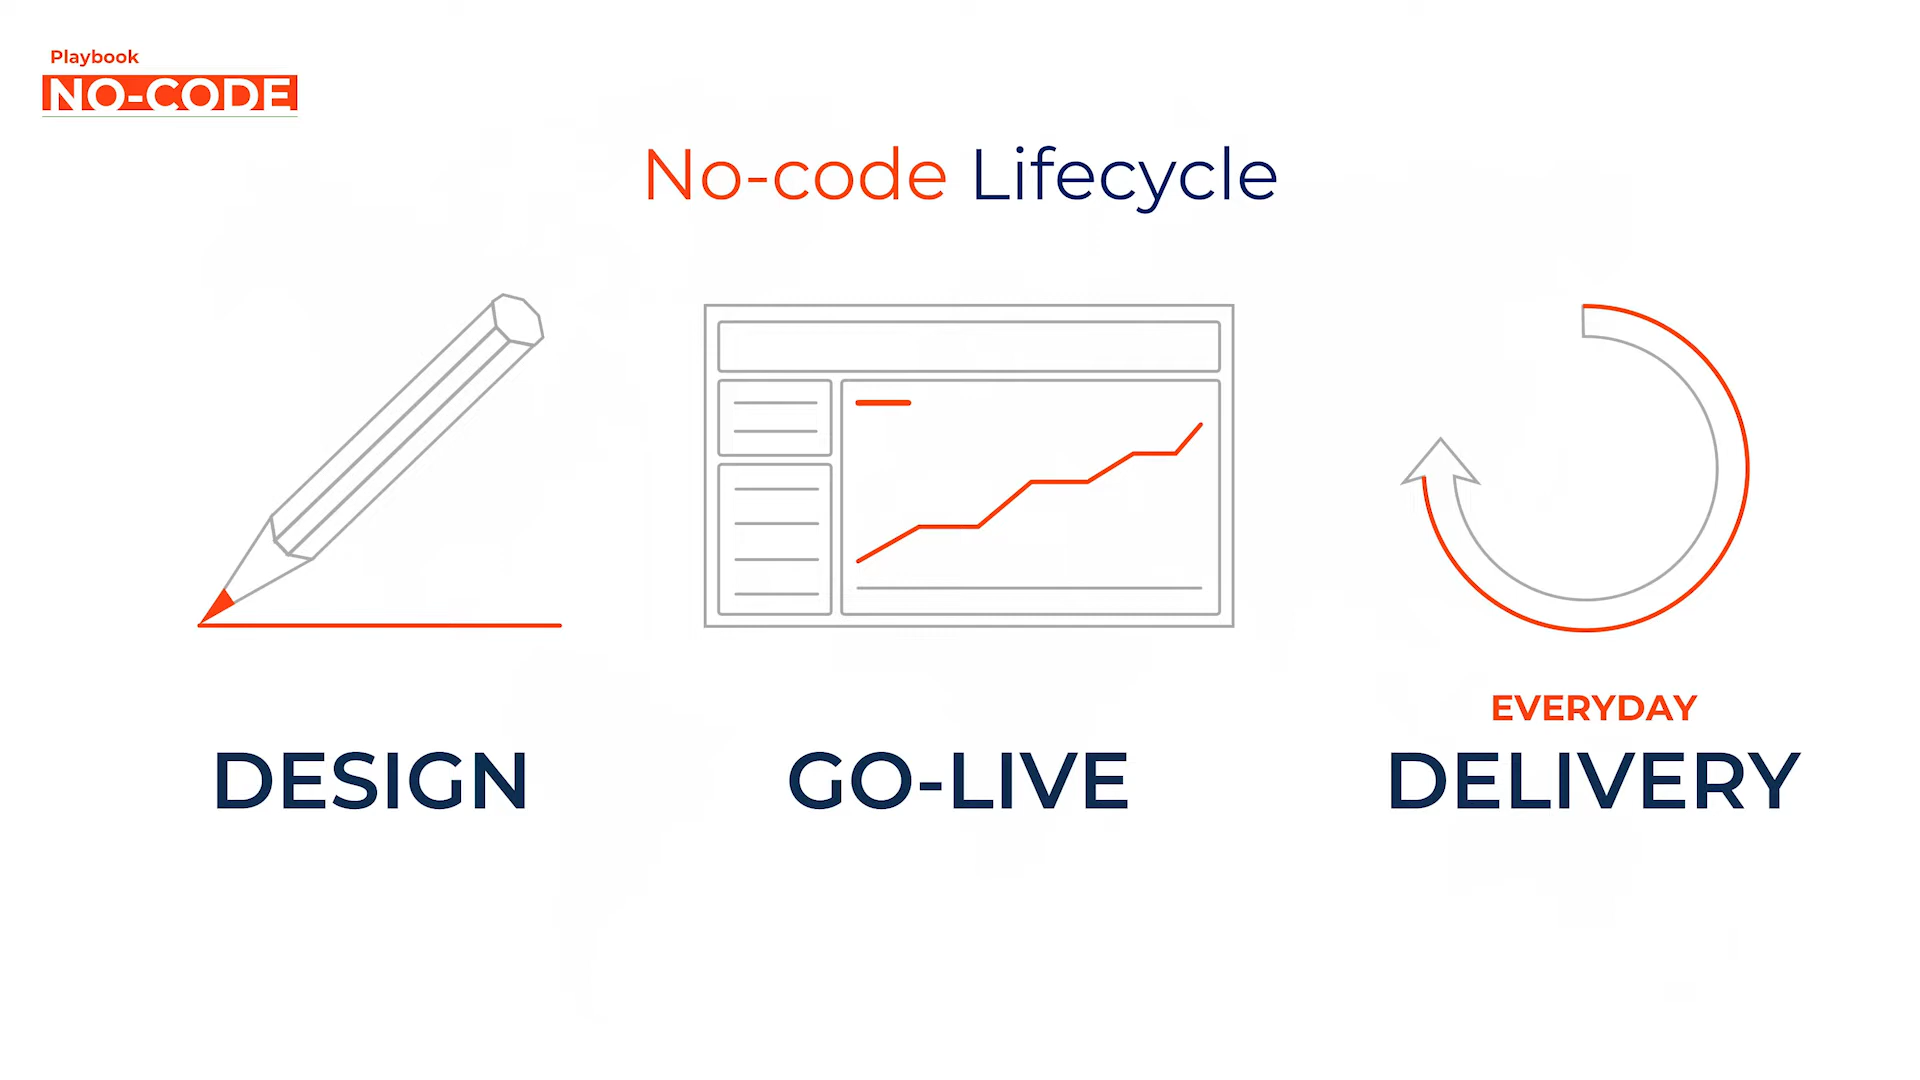 Playbook
NO-CODE
No-code Lifecycle
DESIGN
GO-LIVE
EVERYDAY
DELIVERY